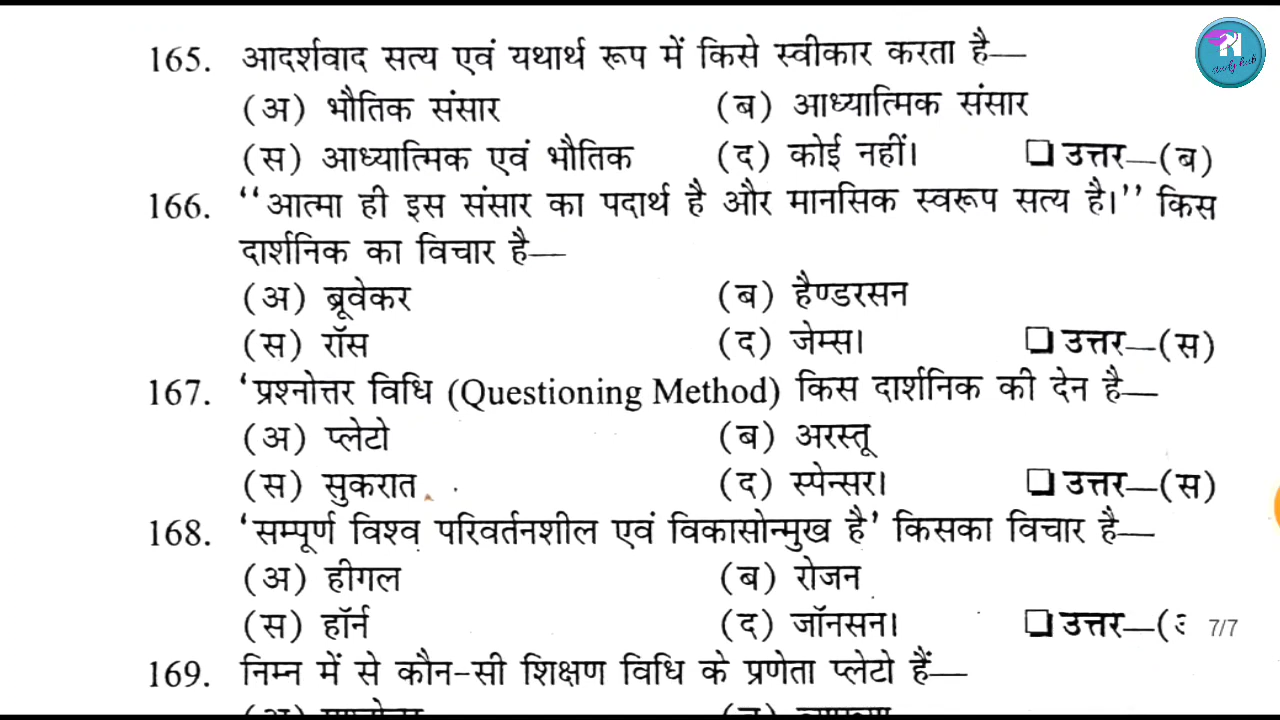 study hub
165. आदर्शवाद सत्य एवं यथार्थ रूप में किसे स्वीकार करता है—
(अ) भौतिक संसार (ब) आध्यात्मिक संसार
(स) आध्यात्मिक एवं भौतिक (द) कोई नहीं। ❑ उत्तर—(ब)
166. ‘‘आत्मा ही इस संसार का पदार्थ है और मानसिक स्वरूप सत्य है।’’ किस
दार्शनिक का विचार है—
(अ) ब्रूवेकर (ब) हैण्डरसन
(स) रॉस (द) जेम्स। ❑ उत्तर—(स)
167. ‘प्रश्नोत्तर विधि (Questioning Method) किस दार्शनिक की देन है—
(अ) प्लेटो (ब) अरस्तू
(स) सुकरात (द) स्पेन्सर। ❑ उत्तर—(स)
168. ‘सम्पूर्ण विश्व परिवर्तनशील एवं विकासोन्मुख है’ किसका विचार है—
(अ) हीगल (ब) रोजन
(स) हॉर्न (द) जॉनसन। ❑ उत्तर—( 7/7
169. निम्न में से कौन-सी शिक्षण विधि के प्रणेता प्लेटो हैं—